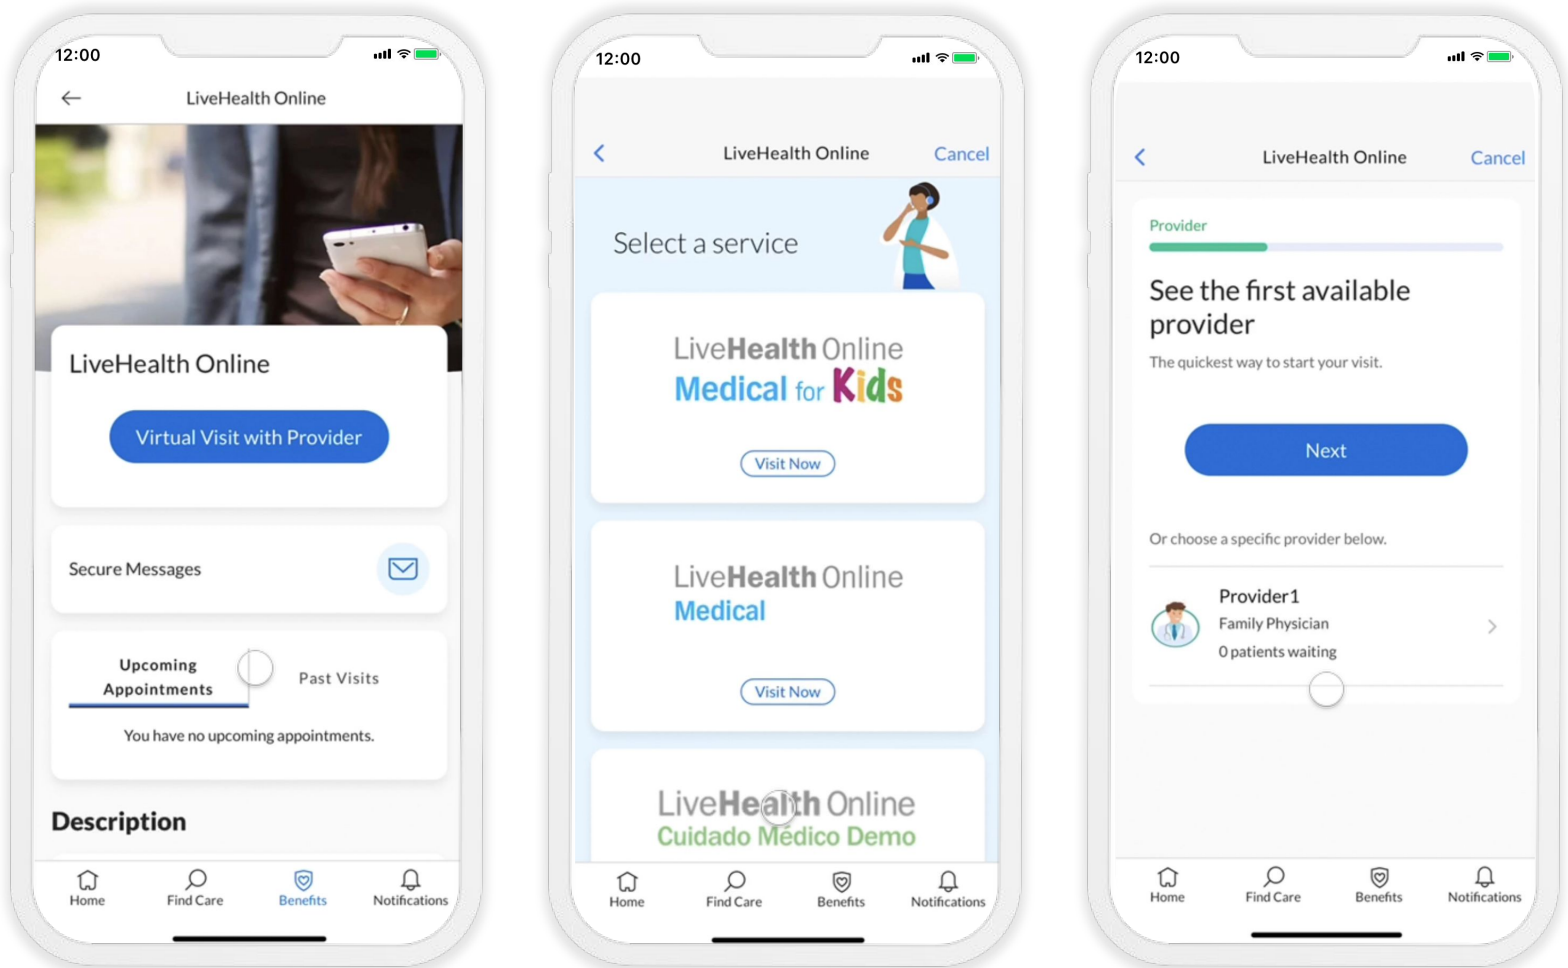 12:00
LiveHealth Online
LiveHealth Online
Virtual Visit with Provider
Secure Messages
Upcoming
Appointments
Past Visits
You have no upcoming appointments.
Description
Home
Find Care
Benefits
Notifications
12:00
LiveHealth Online
Cancel
Select a service
LiveHealth Online
Medical for Kids
Visit Now
LiveHealth Online
Medical
Visit Now
LiveHealth Online
Cuidado Médico Demo
Home
Find Care
Benefits
Notifications
12:00
LiveHealth Online
Cancel
Provider
See the first available
provider
The quickest way to start your visit.
Next
Or choose a specific provider below.
Provider1
Family Physician
0 patients waiting
Home
Find Care
Benefits
Notifications